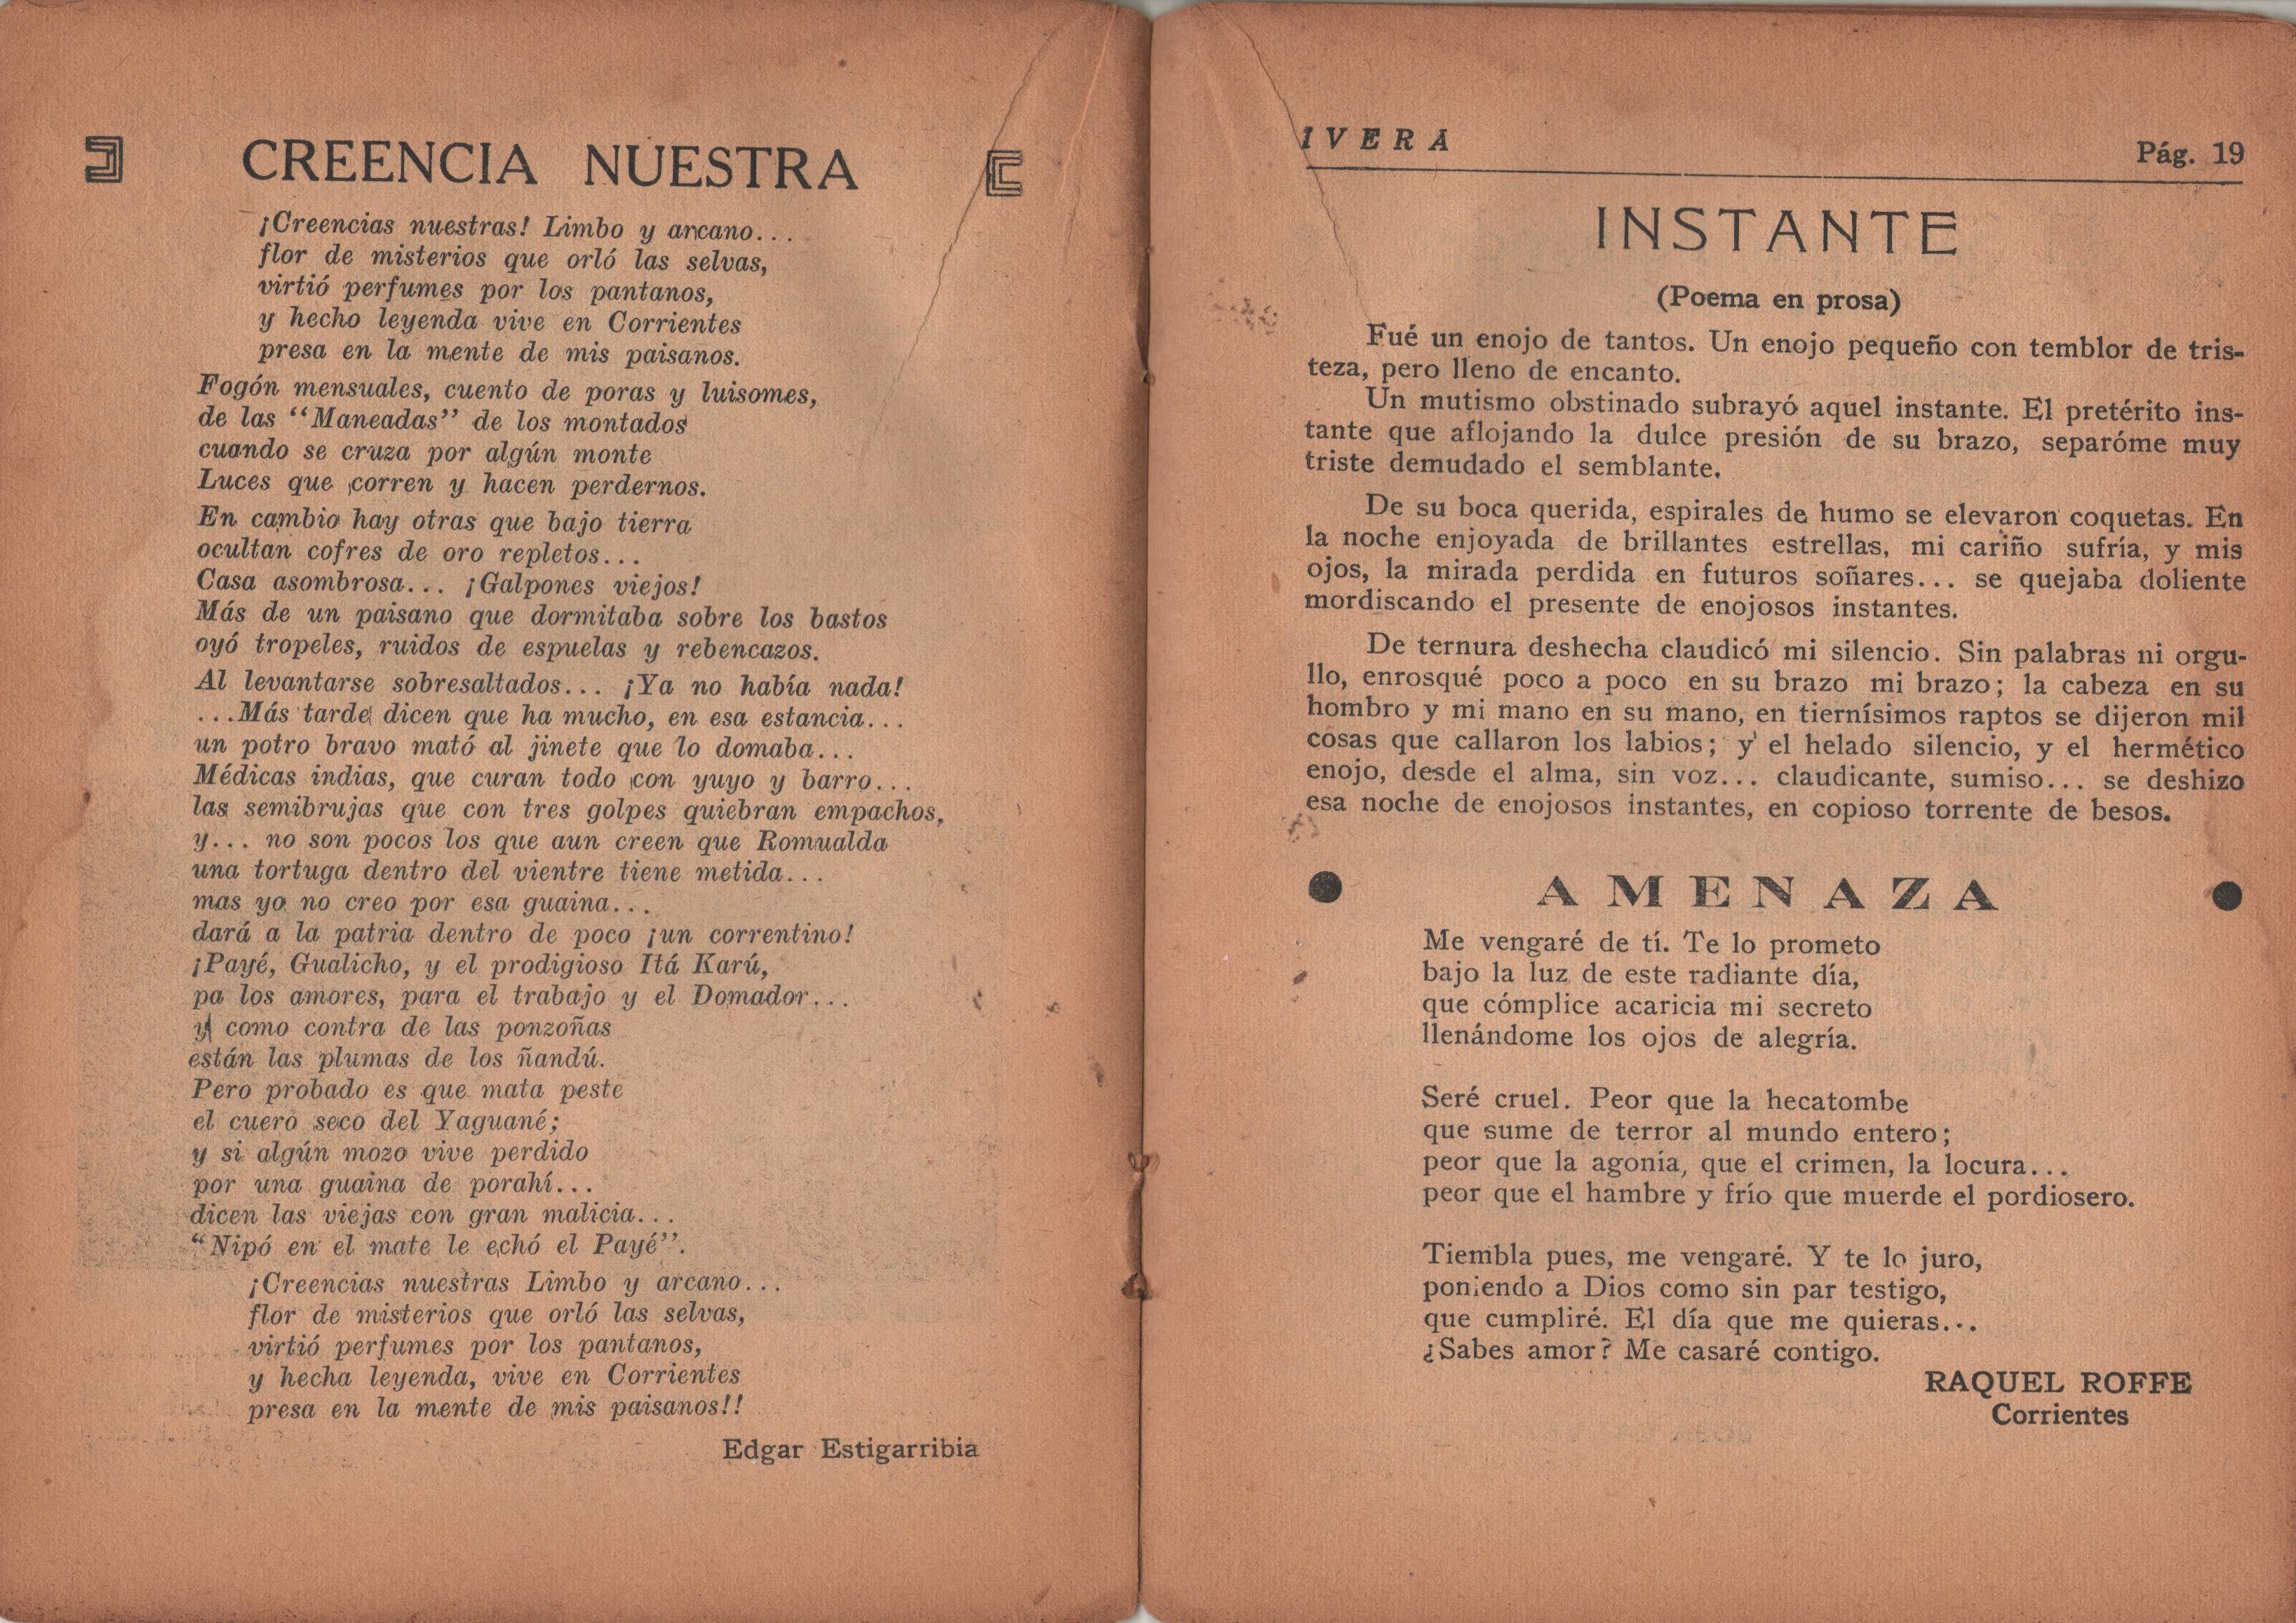 CREENCIA NUESTRA
¡Creencias nuestras! Limbo y arcano...
flor de misterios que orló las selvas,
virtió perfumes por los pantanos,
y hecho leyenda vive en Corrientes
presa en la mente de mis paisanos.
Fogón mensuales, cuento de poras y luisomes,
de las “Maneadas” de los montados
cuando se cruza por algún monte
Luces que corren y hacen perdernos.
En cambio hay otras que bajo tierra
ocultan cofres de oro repletos...
Casa asombrosa... ¡Galpones viejos!
Más de un paisano que dormitaba sobre los bastos
oyó tropeles, ruidos de espuelas y rebencazos.
Al levantarse sobresaltados... ¡Ya no había nada!
...Más tarde dicen que ha mucho, en esa estancia...
un potro bravo mató al jinete que lo domaba...
Médicas indias, que curan todo con yuyo y barro...
las semibrujas que con tres golpes quiebran empachos,
y... no son pocos los que aun creen que Romualda
una tortuga dentro del vientre tiene metida...
mas yo no creo por esa guaina...
dará a la patria dentro de poco ¡un correntino!
¡Payé, Gualicho, y el prodigioso Itá Karú,
pa los amores, para el trabajo y el Domador...
y como contra de las ponzoñas
están las plumas de los ñandú.
Pero probado es que mata peste
el cuero seco del Yaguané;
y si algún mozo vive perdido
por una guaina de porahí...
dicen las viejas con gran malicia...
“Nipó en el mate le echó el Payé”.
¡Creencias nuestras Limbo y arcano...
flor de misterios que orló las selvas,
virtió perfumes por los pantanos,
y hecha leyenda, vive en Corrientes
presa en la mente de mis paisanos!!
Edgar Estigarribia
IVERA
Pág. 19
INSTANTE
(Poema en prosa)
Fué un enojo de tantos. Un enojo pequeño con temblor de tris-
teza, pero lleno de encanto.
Un mutismo obstinado subrayó aquel instante. El pretérito ins-
tante que aflojando la dulce presión de su brazo, separóme muy
triste demudado el semblante.
De su boca querida, espirales de humo se elevaron coquetas. En
la noche enjoyada de brillantes estrellas, mi cariño sufría, y mis
ojos, la mirada perdida en futuros soñares... se quejaba doliente
mordiscando el presente de enojosos instantes.
De ternura deshecha claudicó mi silencio. Sin palabras ni orgu-
llo, enrosqué poco a poco en su brazo mi brazo; la cabeza en su
hombro y mi mano en su mano, en tiernísimos raptos se dijeron mil
cosas que callaron los labios; y el helado silencio, y el hermético
enojo, desde el alma, sin voz... claudicante, sumiso... se deshizo
esa noche de enojosos instantes, en copioso torrente de besos.
AMENAZA
Me vengaré de tí. Te lo prometo
bajo la luz de este radiante día,
que cómplice acaricia mi secreto
llenándome los ojos de alegría.
Seré cruel. Peor que la hecatombe
que sume de terror al mundo entero;
peor que la agonía, que el crimen, la locura...
peor que el hambre y frío que muerde el pordiosero.
Tiembla pues, me vengaré. Y te lo juro,
poniendo a Dios como sin par testigo,
que cumpliré. El día que me quieras...
¿Sabes amor? Me casaré contigo.
RAQUEL ROFFE
Corrientes